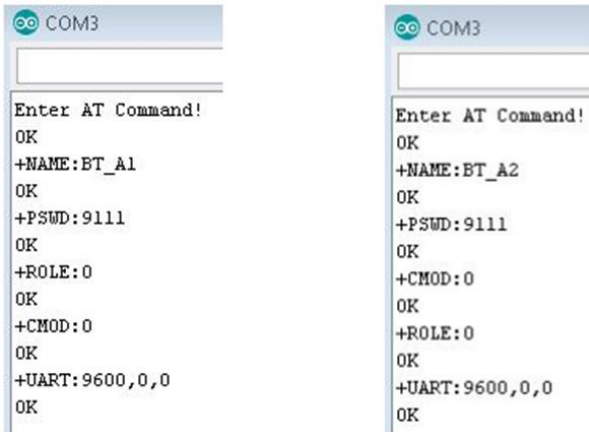 COM3
Enter AT Command!
OK
+NAME:BT_A1
OK
+PSWD:9111
OK
+ROLE:0
OK
+CMOD:0
OK
+UART:9600,0,0
OK
COM3
Enter AT Command!
OK
+NAME:BT_A2
OK
+PSWD:9111
OK
+CMOD:0
OK
+ROLE:0
OK
+UART:9600,0,0
OK